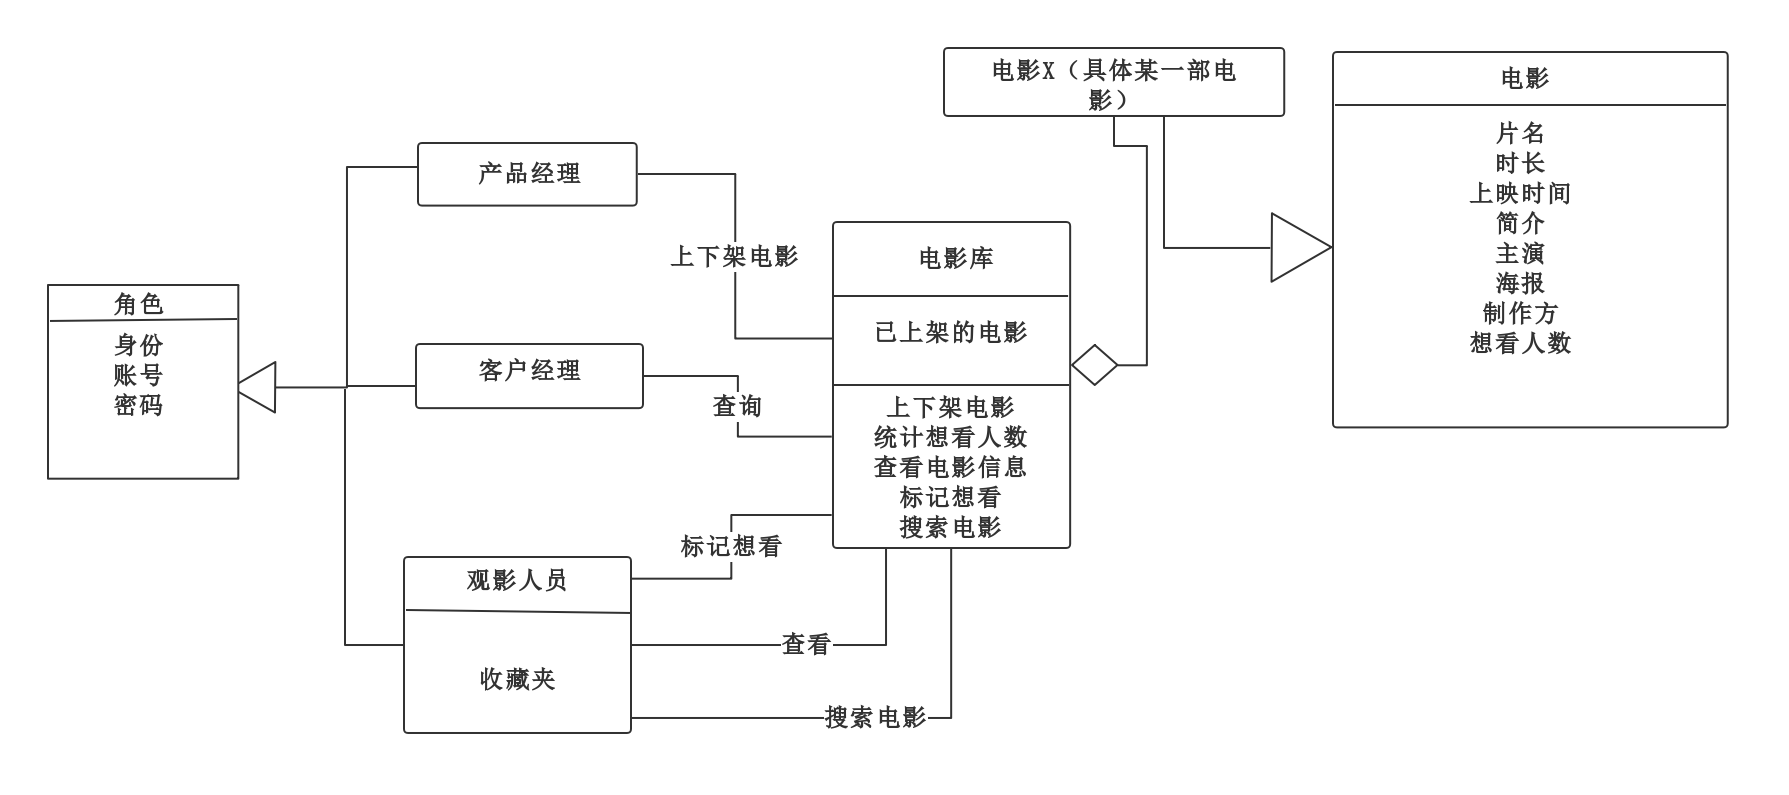 电影X（具体某一部电
影）
电影
片名
时长
上映时间
简介
主演
海报
制作方
想看人数
产品经理
上下架电影
电影库
已上架的电影
上下架电影
统计想看人数
查看电影信息
标记想看
搜索电影
角色
身份
账号
密码
客户经理
查询
标记想看
观影人员
收藏夹
查看
搜索电影